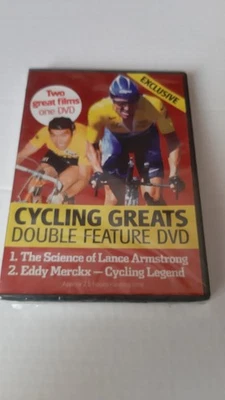 Two
great films
one DVD
EXCLUSIVE
CYCLING GREATS
DOUBLE FEATURE DVD
1. The Science of Lance Armstrong
2. Eddy Merckx — Cycling Legend